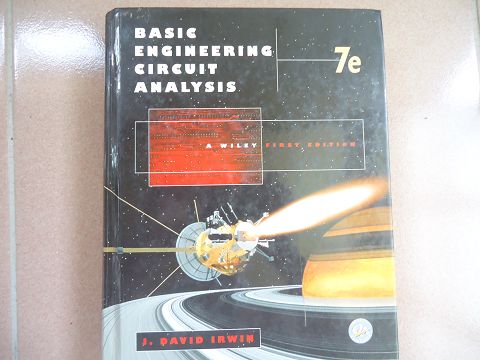 BASIC
ENGINEERING
CIRCUIT
ANALYSIS
7e
A WILEY FIRST EDITION
J. DAVID IRWIN